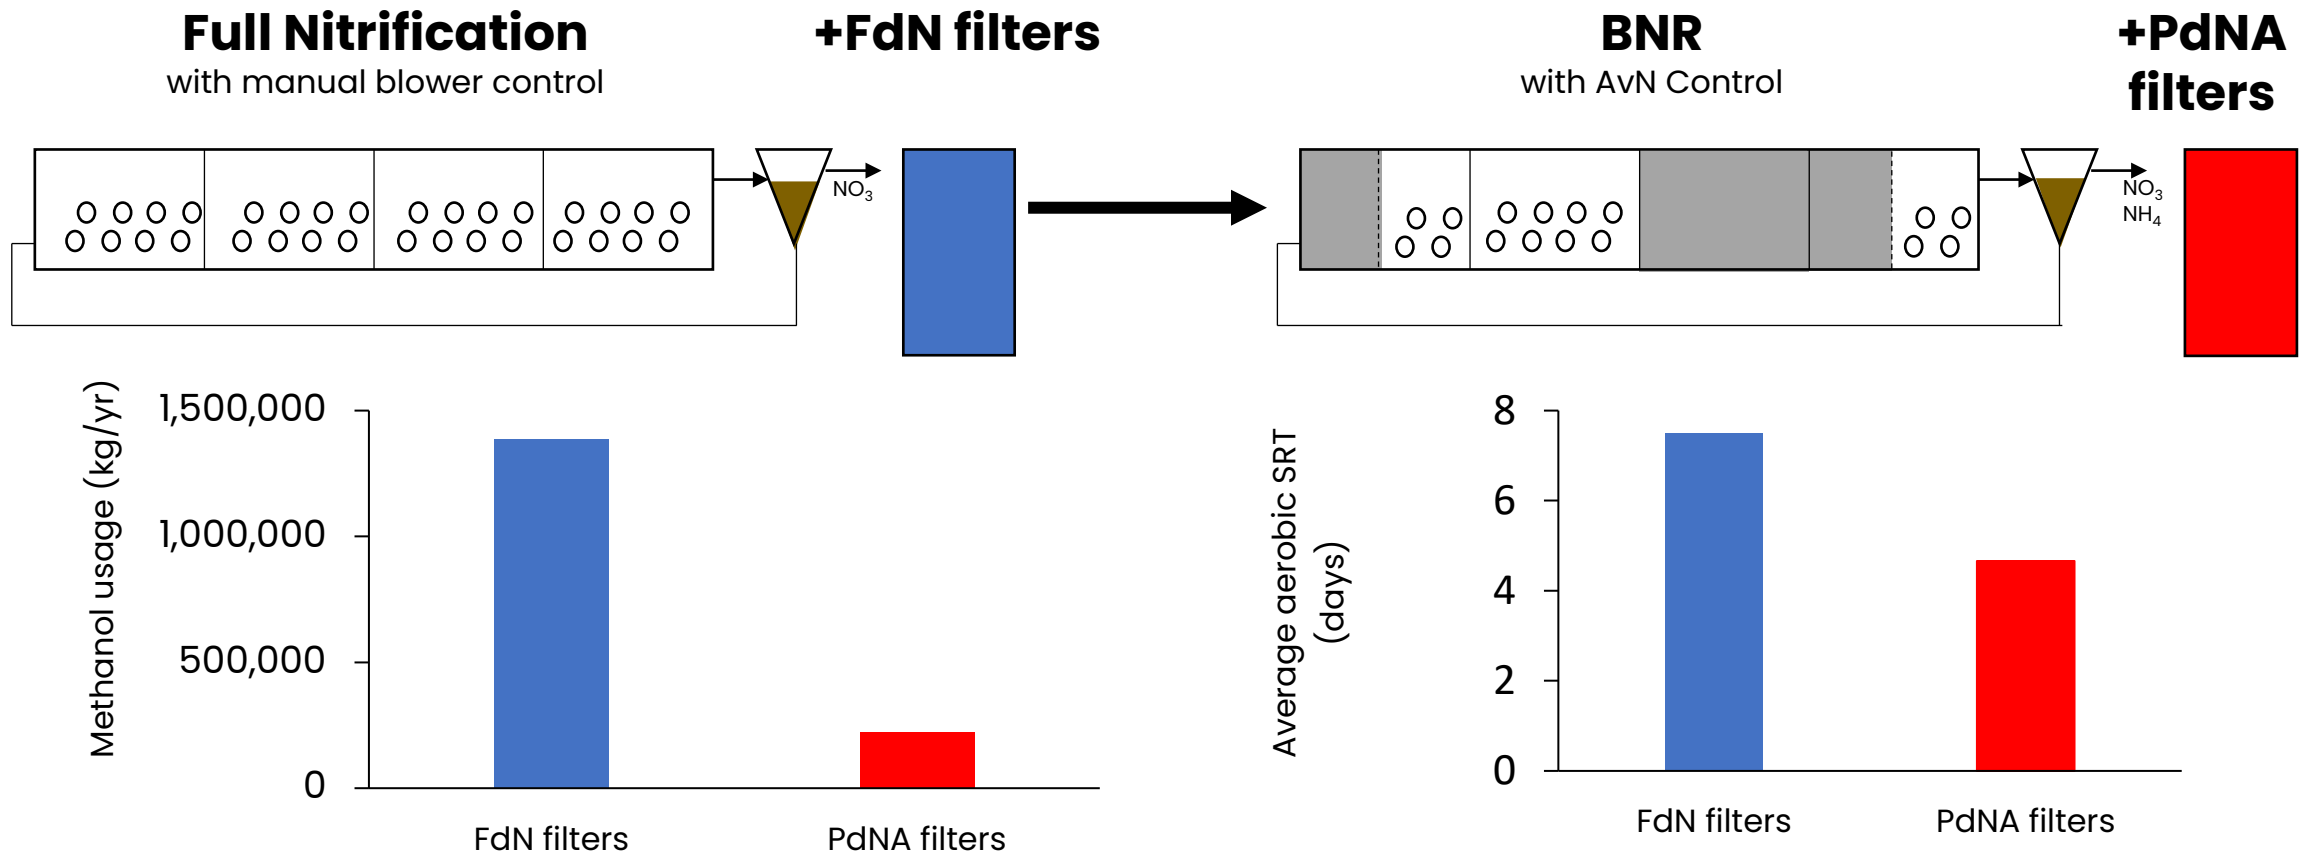 Full Nitrification
with manual blower control
+FdN filters
BNR
with AvN Control
+PdNA
filters
NO3
NO3
NH4
Methanol usage (kg/yr)
1,500,000
1,000,000
500,000
0
FdN filters
PdNA filters
Average aerobic SRT
(days)
8
6
4
2
0
FdN filters
PdNA filters